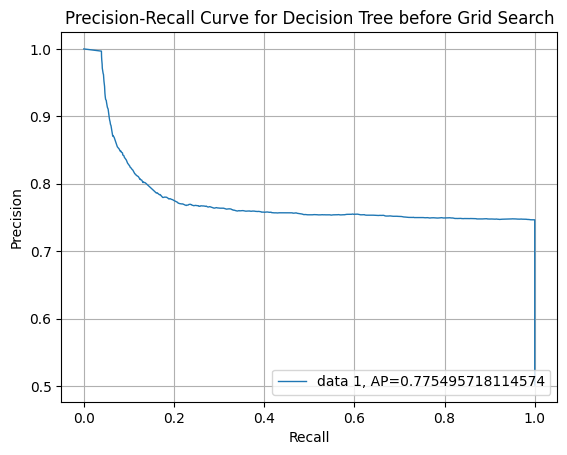 Precision-Recall Curve for Decision Tree before Grid Search
1.0
0.9
0.8
0.7
0.6
0.5
Precision
data 1, AP=0.775495718114574
0.0 0.2 0.4 0.6 0.8 1.0
Recall